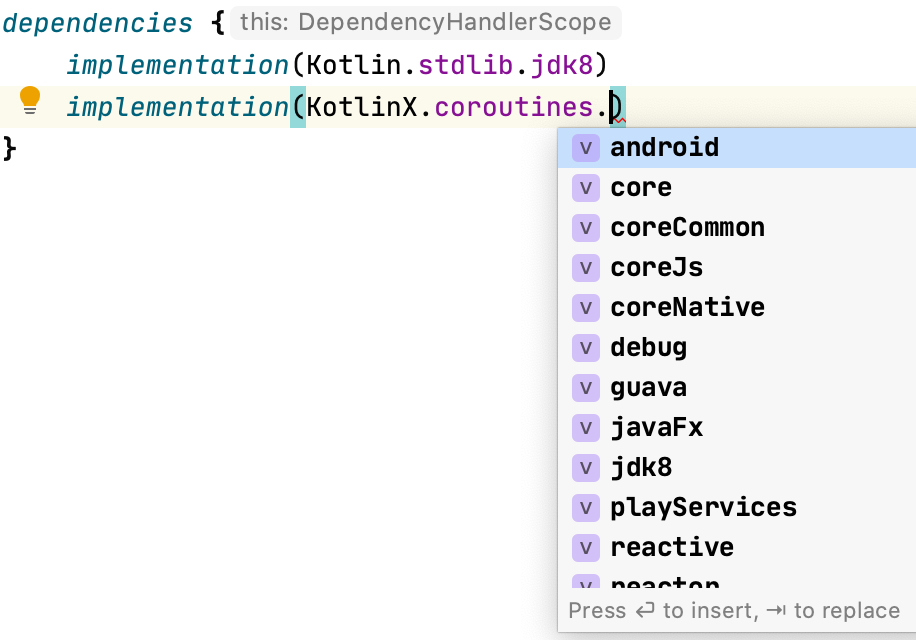 dependencies { this: DependencyHandlerScope
implementation(Kotlin.stdlib.jdk8)
implementation(KotlinX.coroutines.)
}
v android
v core
v coreCommon
v coreJs
v coreNative
v debug
v guava
v javaFx
v jdk8
v playServices
v reactive
v reactor
Press ↩ to insert, ⇥ to replace